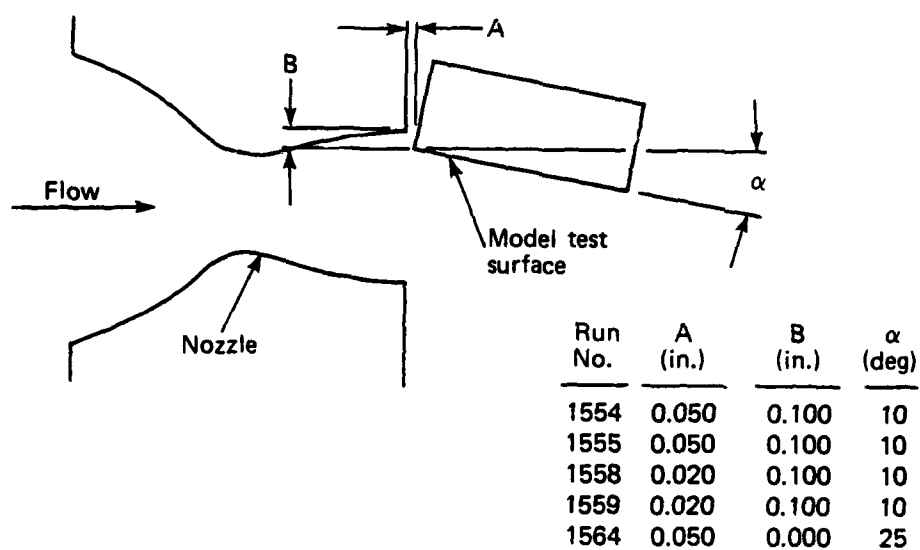 A
B
Flow
α
Model test
surface
Nozzle
Run No. A (in.) B (in.) α (deg)
1554 0.050 0.100 10
1555 0.050 0.100 10
1558 0.020 0.100 10
1559 0.020 0.100 10
1564 0.050 0.000 25